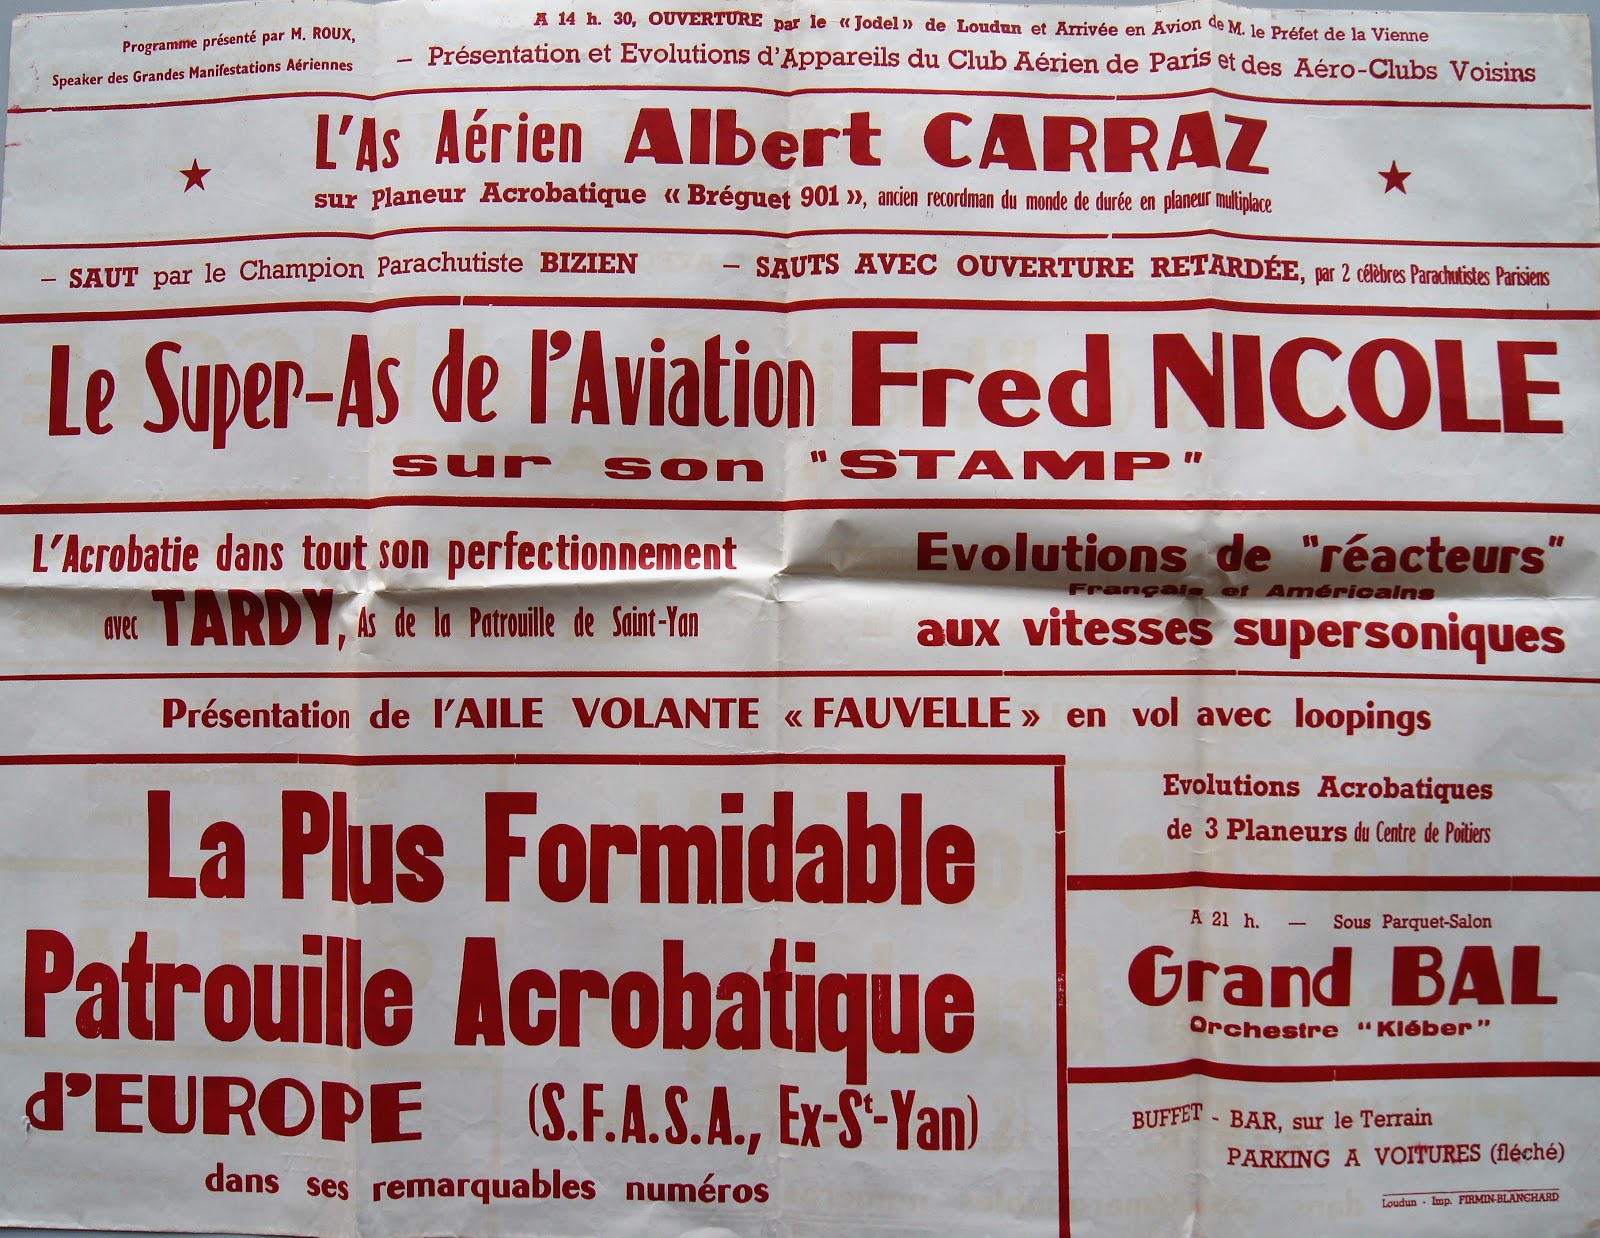 Programme présenté par M. ROUX,
Speaker des Grandes Manifestations Aériennes
A 14 h. 30, OUVERTURE par le « Jodel » de Loudun et Arrivée en Avion de M. le Préfet de la Vienne
— Présentation et Evolutions d'Appareils du Club Aérien de Paris et des Aéro-Clubs Voisins
L'As Aérien Albert CARRAZ
sur Planeur Acrobatique « Bréguet 901 », ancien recordman du monde de durée en planeur multiplace
— SAUT par le Champion Parachutiste BIZIEN
— SAUTS AVEC OUVERTURE RETARDÉE, par 2 célèbres Parachutistes Parisiens
Le Super-As de l'Aviation Fred NICOLE
sur son "STAMP"
L'Acrobatie dans tout son perfectionnement
avec TARDY, As de la Patrouille de Saint-Yan
Evolutions de "réacteurs"
Français et Américains
aux vitesses supersoniques
Présentation de l'AILE VOLANTE « FAUVELLE » en vol avec loopings
La Plus Formidable
Patrouille Acrobatique
d'EUROPE (S.F.A.S.A., Ex-St-Yan)
dans ses remarquables numéros
Evolutions Acrobatiques
de 3 Planeurs du Centre de Poitiers
A 21 h. — Sous Parquet-Salon
Grand BAL
Orchestre "Kléber"
BUFFET - BAR, sur le Terrain
PARKING A VOITURES (fléché)
Loudun - Imp. FIRMIN-BLANCHARD